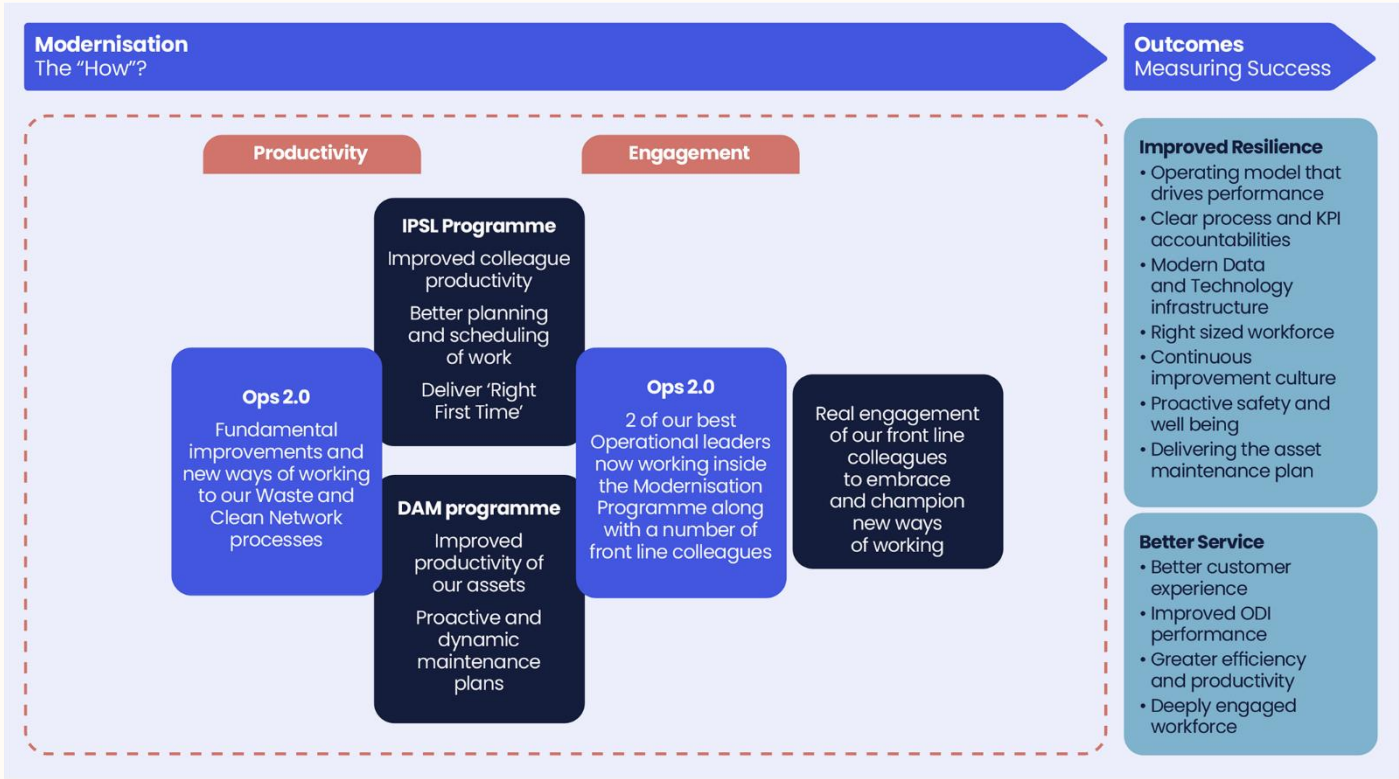 Modernisation
The “How”?
Outcomes
Measuring Success
Productivity
Engagement
Ops 2.0
Fundamental
improvements and
new ways of working
to our Waste and
Clean Network
processes
IPSL Programme
Improved colleague
productivity
Better planning
and scheduling
of work
Deliver ‘Right
First Time’
DAM programme
Improved
productivity of
our assets
Proactive and
dynamic
maintenance
plans
Ops 2.0
2 of our best
Operational leaders
now working inside
the Modernisation
Programme along
with a number of
front line colleagues
Real engagement
of our front line
colleagues
to embrace
and champion
new ways
of working
Improved Resilience
• Operating model that
drives performance
• Clear process and KPI
accountabilities
• Modern Data
and Technology
infrastructure
• Right sized workforce
• Continuous
improvement culture
• Proactive safety and
well being
• Delivering the asset
maintenance plan
Better Service
• Better customer
experience
• Improved ODI
performance
• Greater efficiency
and productivity
• Deeply engaged
workforce